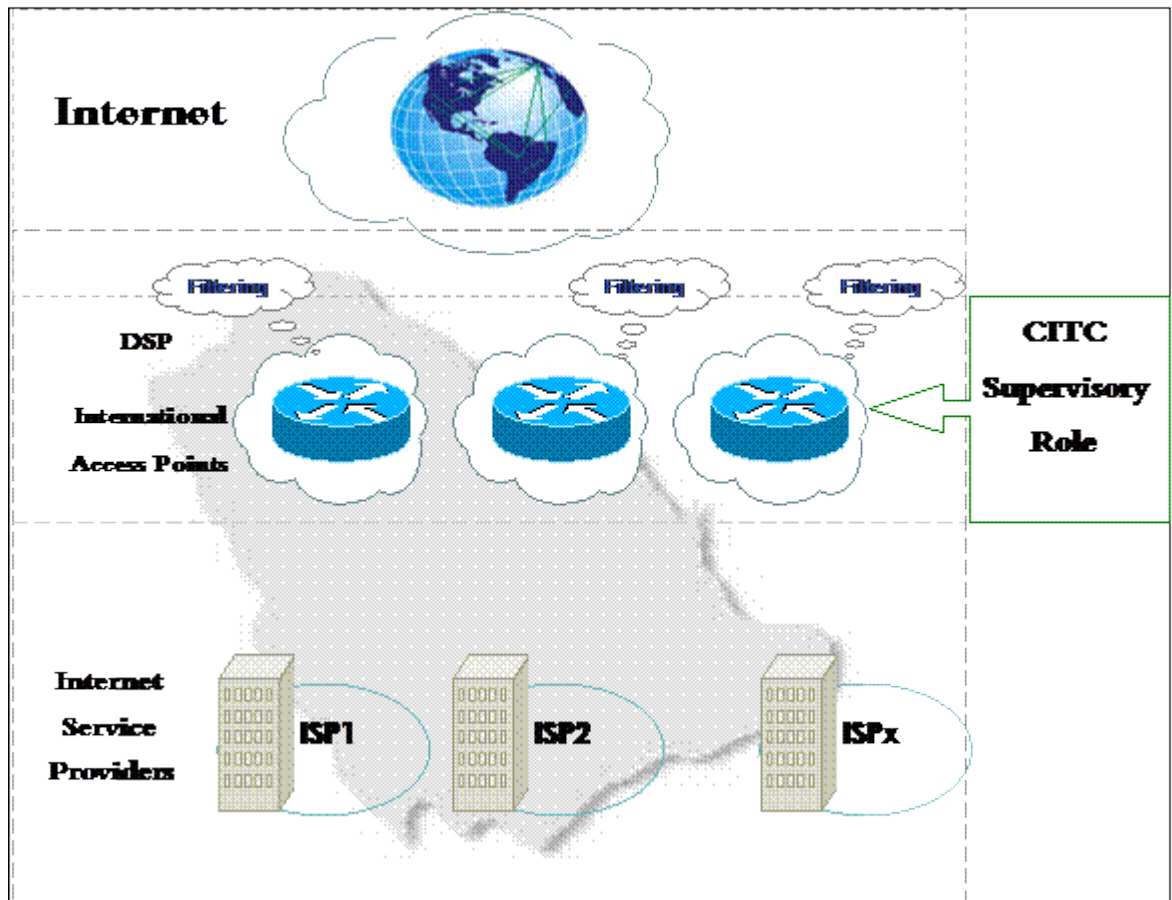 Internet
Filtering
Filtering
Filtering
DSP
International
Access Points
CITC
Supervisory
Role
Internet
Service
Providers
ISP1
ISP2
ISPx